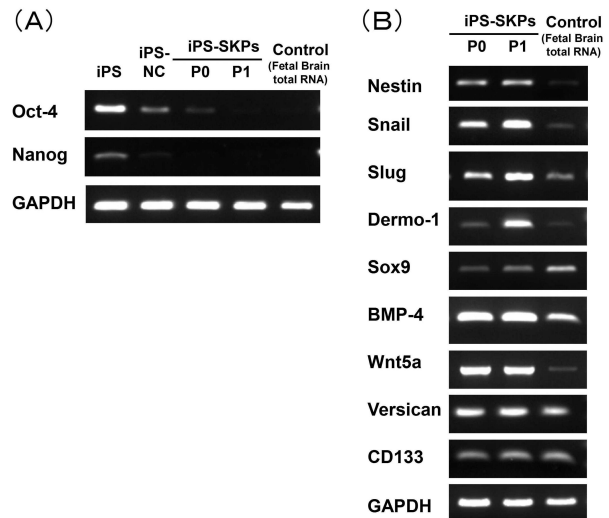 (A)
iPS
iPS-
NC
iPS-SKPs
P0 P1
Control
(Fetal Brain
total RNA)
Oct-4
Nanog
GAPDH
(B)
iPS-SKPs
P0 P1
Control
(Fetal Brain
total RNA)
Nestin
Snail
Slug
Dermo-1
Sox9
BMP-4
Wnt5a
Versican
CD133
GAPDH